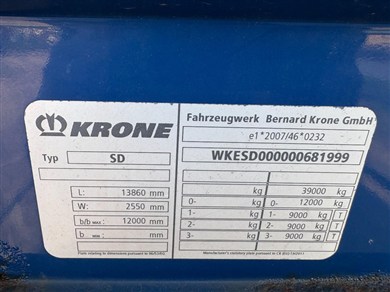 KRONE
Typ SD
L: 13860 mm
W: 2550 mm
b/b MAX: 12000 mm
b mm
Fahrzeugwerk Bernard Krone GmbH
e1*2007/46*0232
WKESD000000681999
kg 39000 kg
0- kg 0- 12000 kg
1- kg 1- 9000 kg T
2- kg 2- 9000 kg T
3- kg 3- 9000 kg T